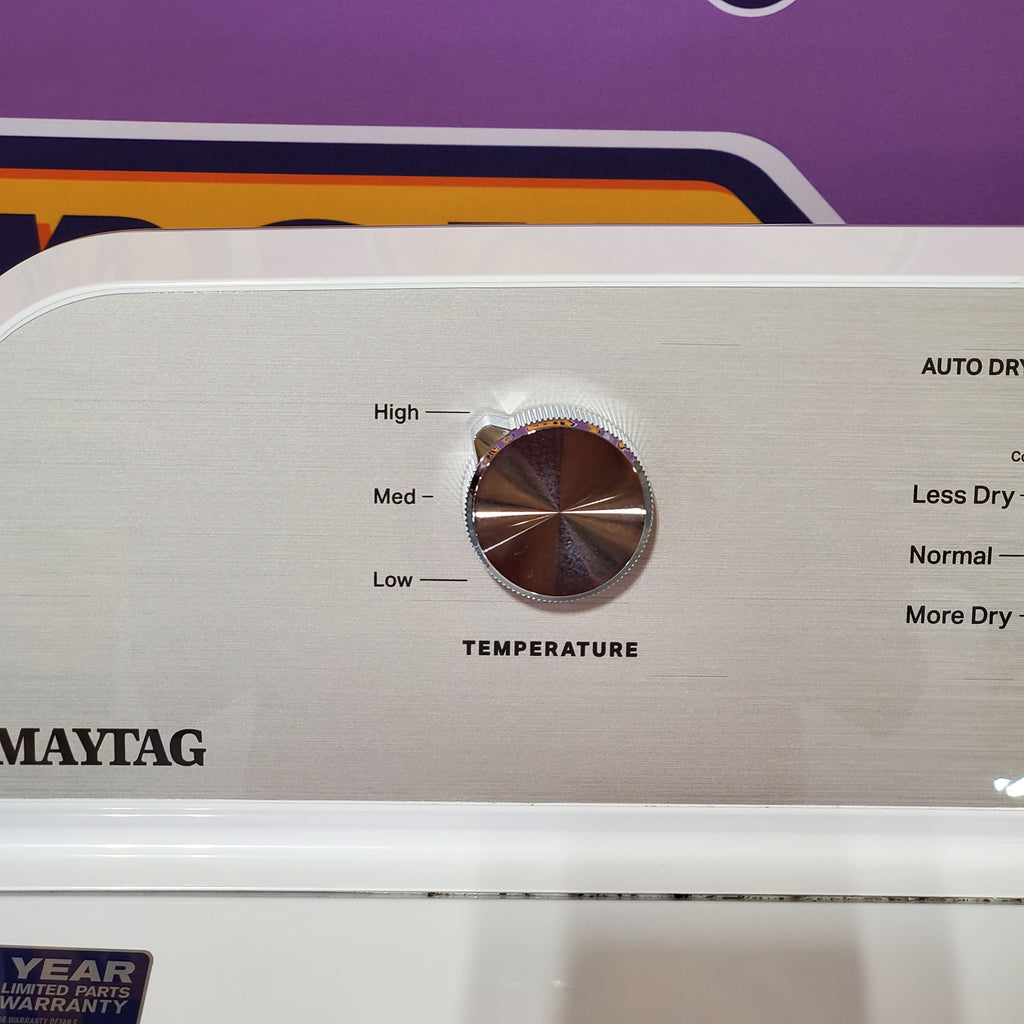 AUTO DRY
High
Med
Less Dry
Normal
Low
More Dry
TEMPERATURE
MAYTAG
YEAR
LIMITED PARTS
WARRANTY